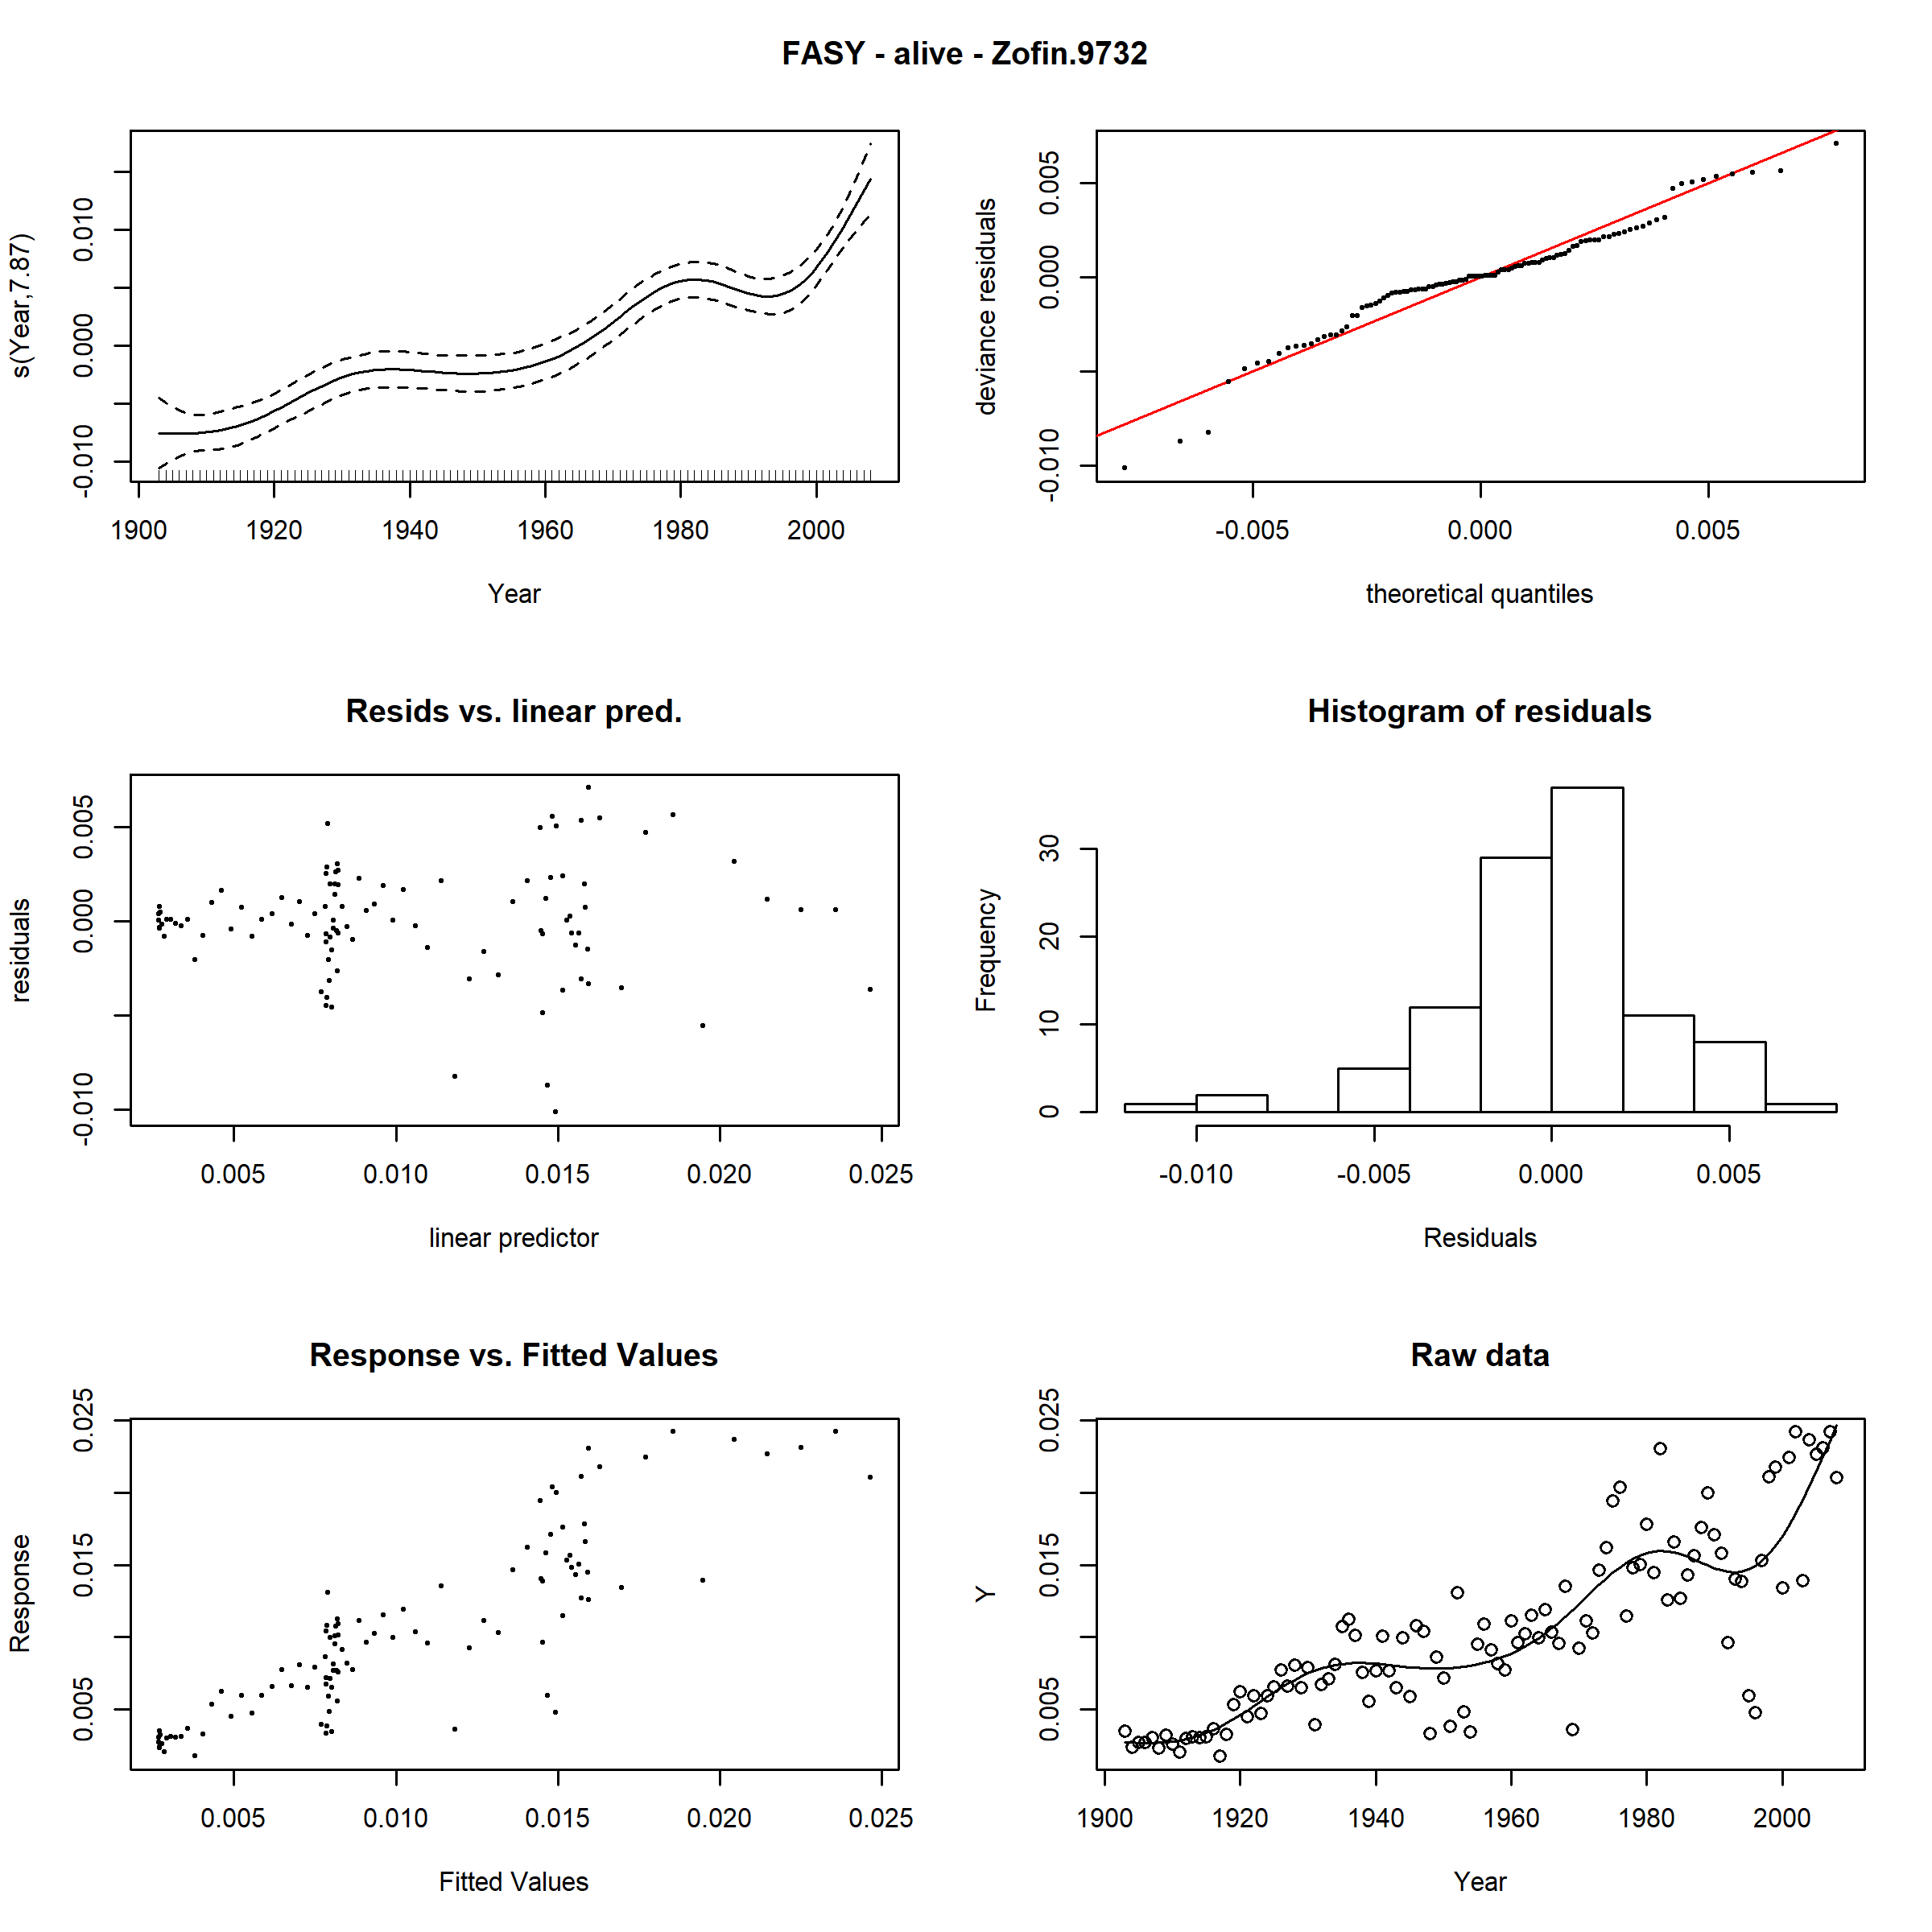 FASY - alive - Zofin.9732
s(Year,7.87)
-0.010 0.000 0.010
1900 1920 1940 1960 1980 2000
Year
deviance residuals
-0.010 0.000 0.005
-0.005 0.000 0.005
theoretical quantiles
Resids vs. linear pred.
residuals
-0.010 0.000 0.005
0.005 0.010 0.015 0.020 0.025
linear predictor
Histogram of residuals
Frequency
0 10 20 30
-0.010 -0.005 0.000 0.005
Residuals
Response vs. Fitted Values
Response
0.005 0.015 0.025
0.005 0.010 0.015 0.020 0.025
Fitted Values
Raw data
Y
0.005 0.015 0.025
1900 1920 1940 1960 1980 2000
Year